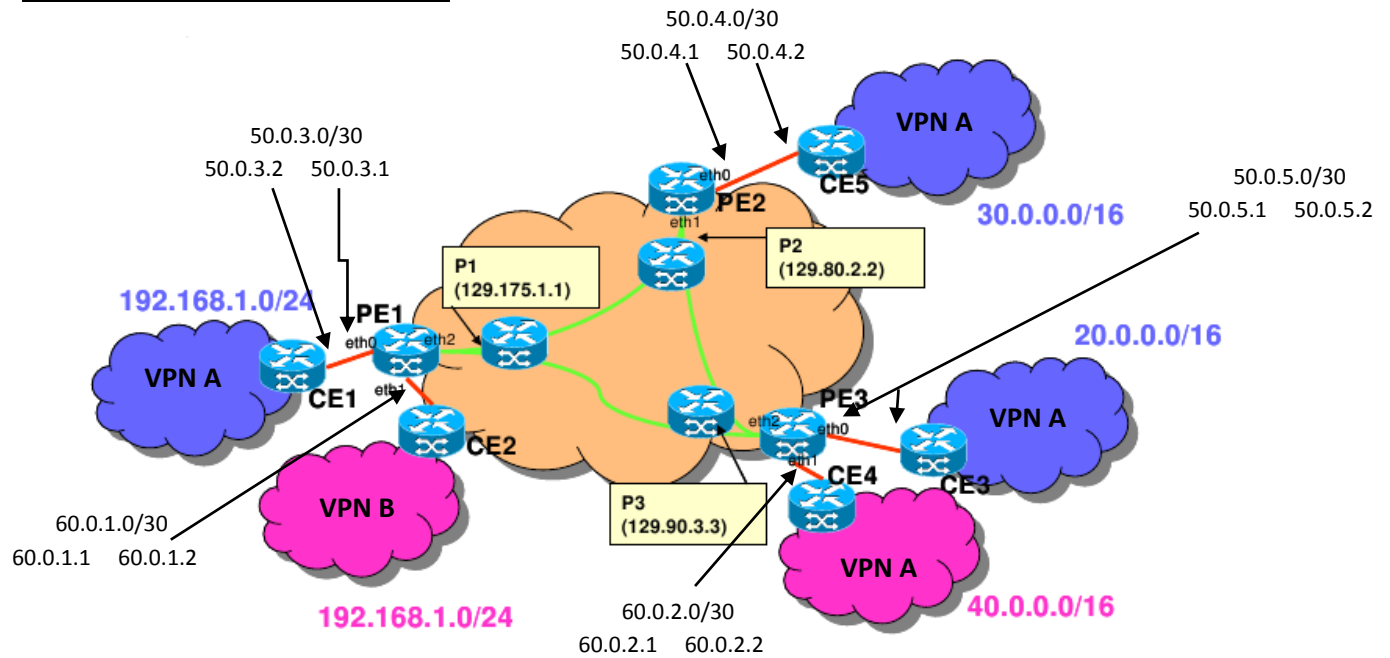 50.0.4.0/30
50.0.4.1 50.0.4.2
VPN A
50.0.3.0/30
50.0.3.2 50.0.3.1
eth0
CE5
PE2
eth1
30.0.0.0/16
50.0.5.0/30
50.0.5.1 50.0.5.2
P2
(129.80.2.2)
P1
(129.175.1.1)
192.168.1.0/24
PE1
eth0
eth2
20.0.0.0/16
VPN A
CE1
eth1
CE2
PE3
eth2
eth0
VPN A
eth1
CE4
CE3
VPN B
P3
(129.90.3.3)
60.0.1.0/30
60.0.1.1 60.0.1.2
VPN A
192.168.1.0/24
60.0.2.0/30
60.0.2.1 60.0.2.2
40.0.0.0/16